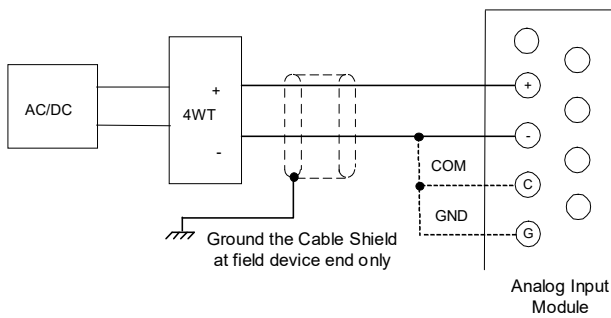 AC/DC
4WT
+
-
+
-
COM
C
GND
G
Ground the Cable Shield
at field device end only
Analog Input
Module